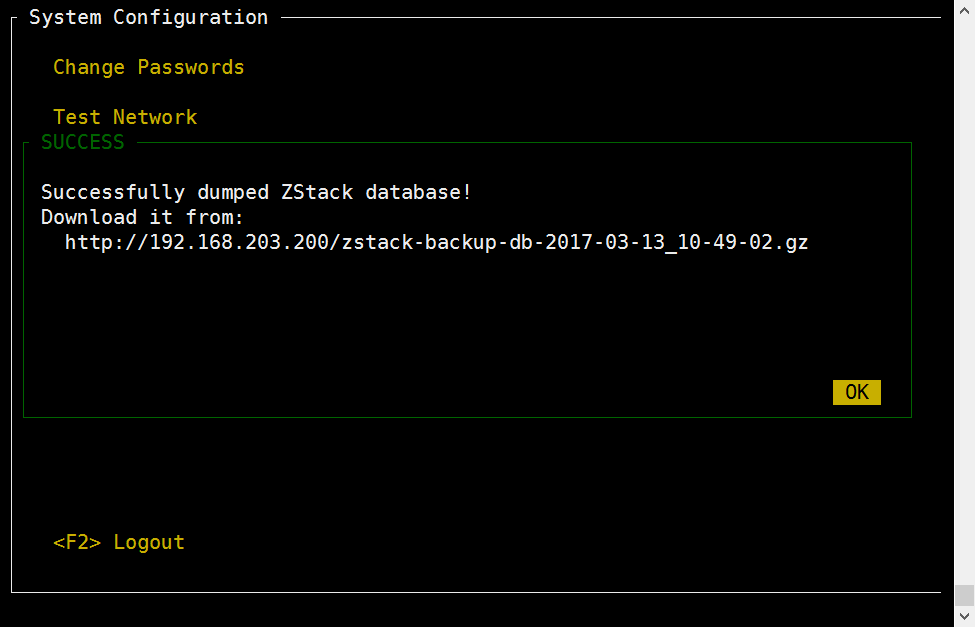 System Configuration
Change Passwords
Test Network
SUCCESS
Successfully dumped ZStack database!
Download it from:
http://192.168.203.200/zstack-backup-db-2017-03-13_10-49-02.gz
OK
<F2> Logout